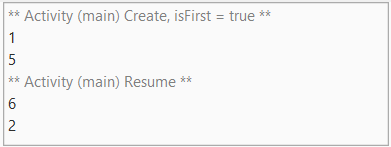 ** Activity (main) Create, isFirst = true **
1
5
** Activity (main) Resume **
6
2